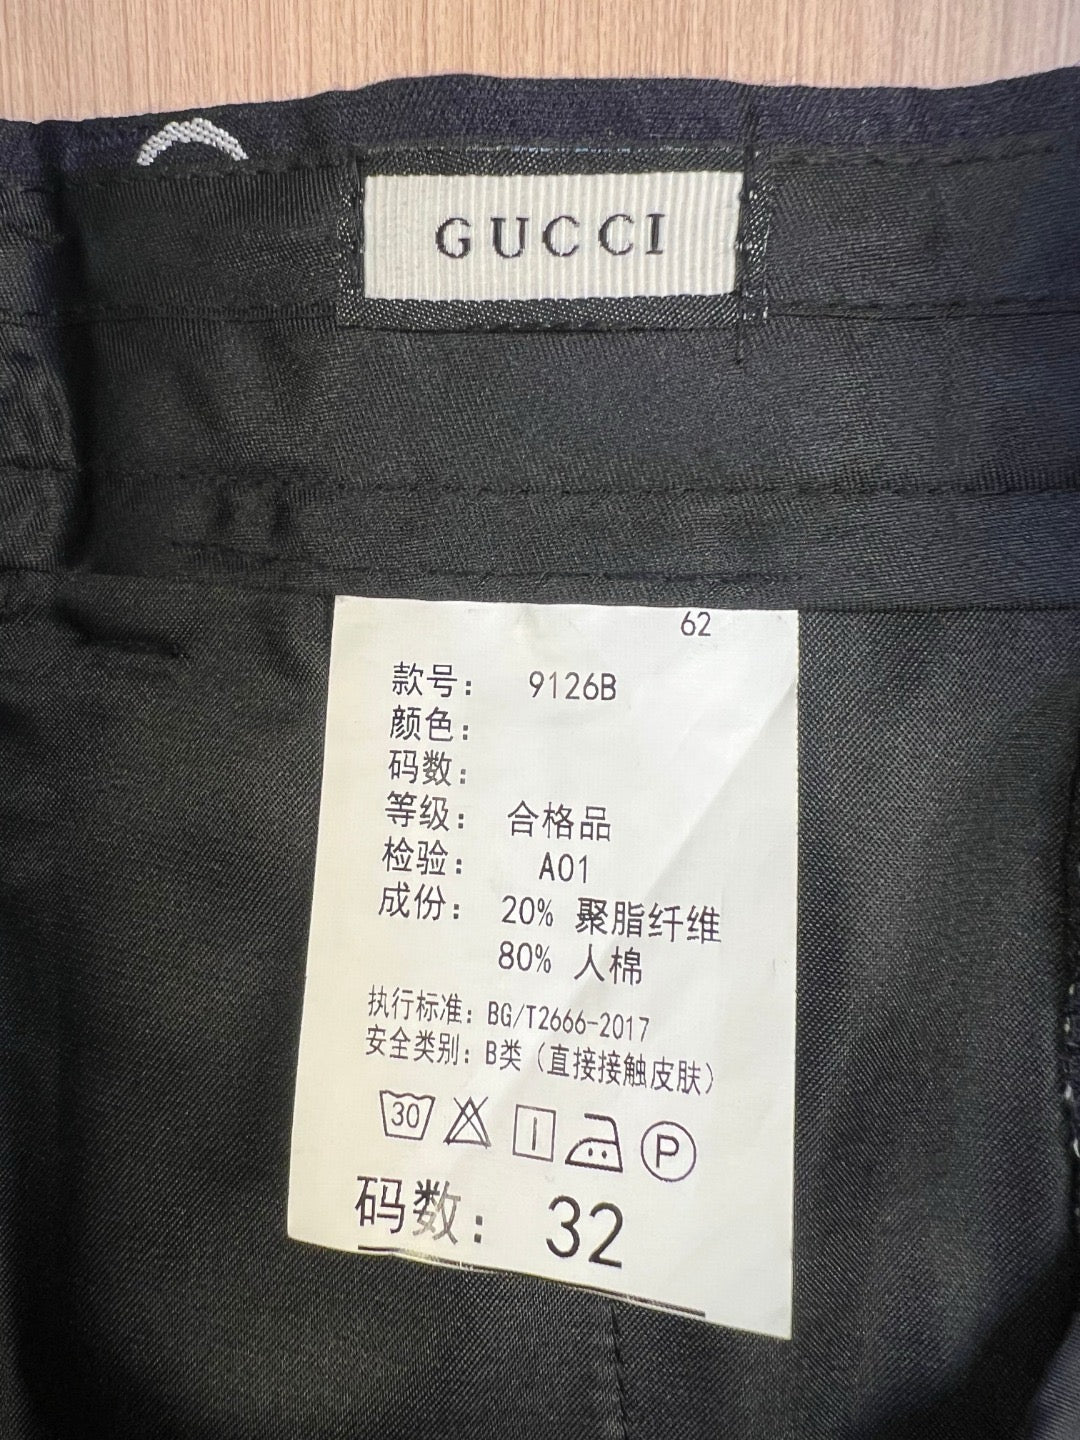 GUCCI
62
款号: 9126B
颜色:
码数:
等级: 合格品
检验: A01
成份: 20% 聚脂纤维
80% 人棉
执行标准: BG/T2666-2017
安全类别: B类 (直接接触皮肤)
30
P
码数: 32